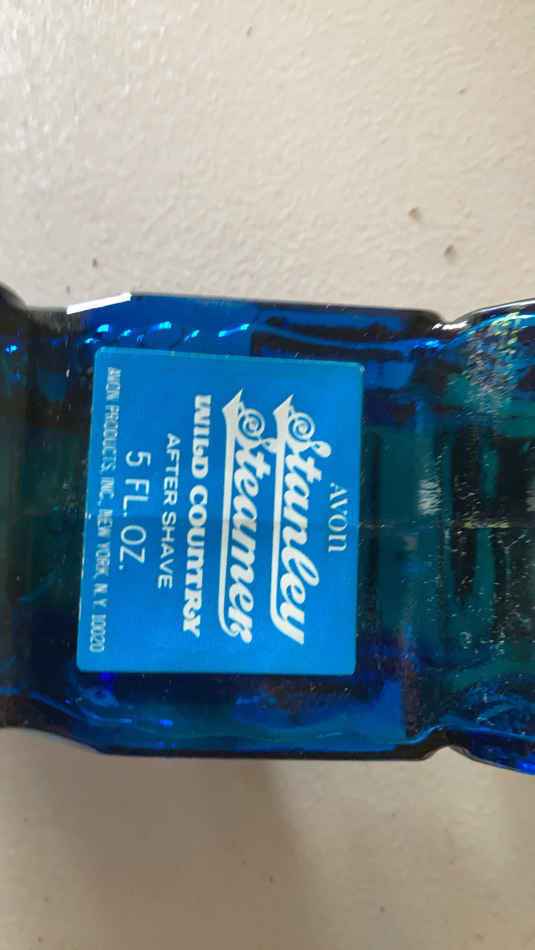 AVON
Stanley
Steamer
WILD COUNTRY
AFTER SHAVE
5 FL. OZ.
AVON PRODUCTS, INC., NEW YORK, N.Y. 10020